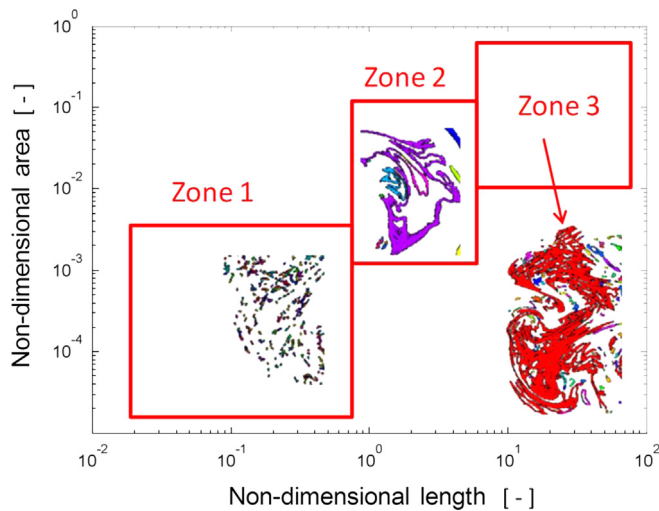 10^0
Zone 2
10^-1
Zone 3
10^-2
Zone 1
10^-3
10^-4
10^-2
10^-1
10^0
10^1
10^2
Non-dimensional area [ - ]
Non-dimensional length [ - ]